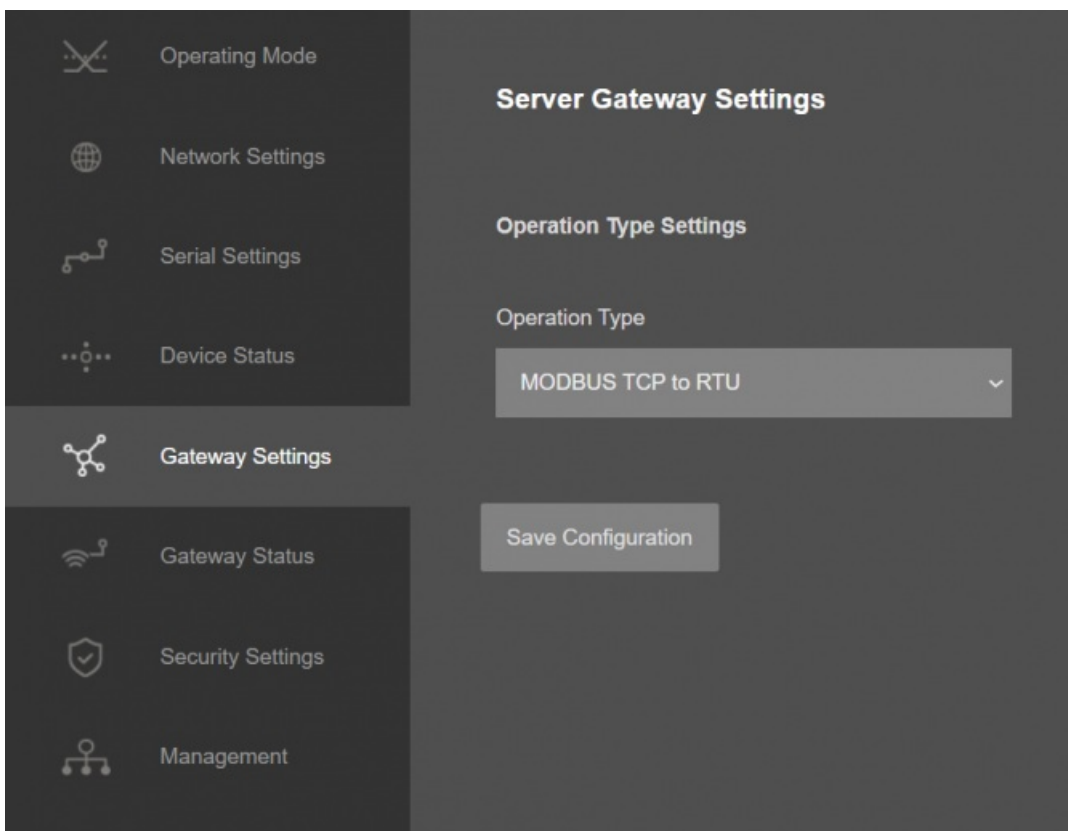 Operating Mode
Network Settings
Serial Settings
Device Status
Gateway Settings
Gateway Status
Security Settings
Management
Server Gateway Settings
Operation Type Settings
Operation Type
MODBUS TCP to RTU
Save Configuration